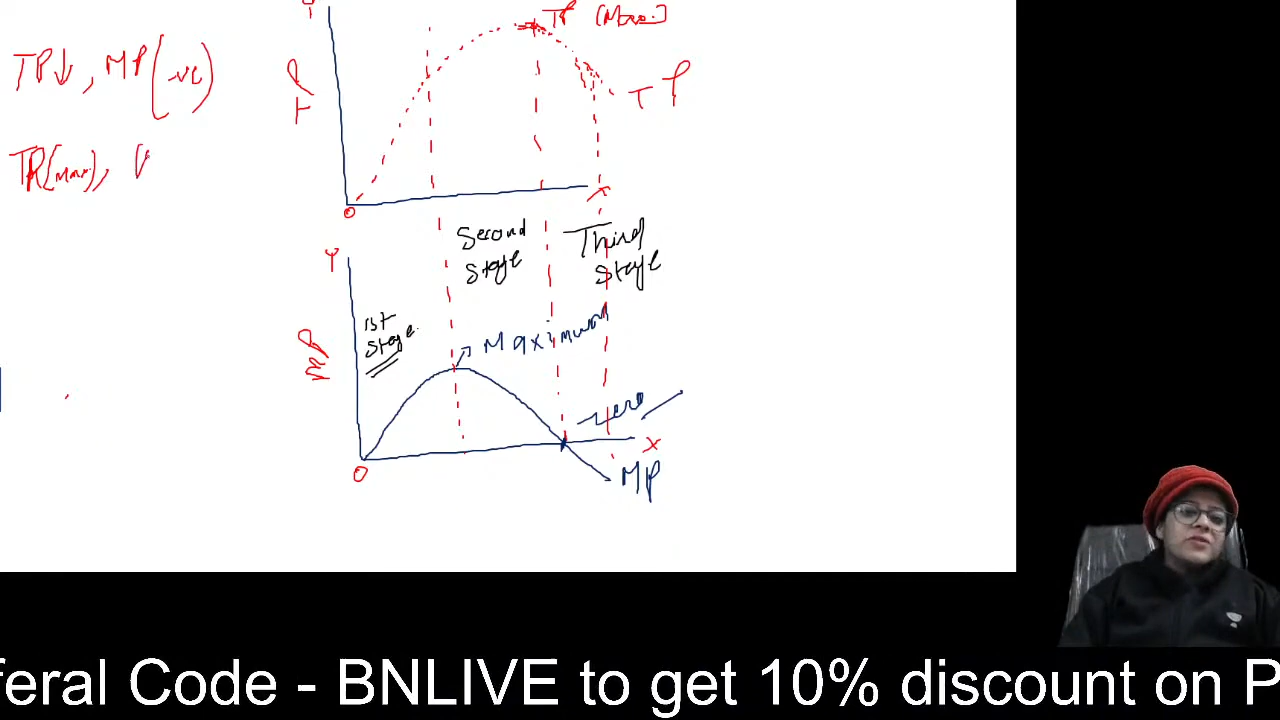 Y
TP [Max.]
TP↓, MP(-ve)
TP
TP
TP(Max),
X
O
Second
Stage
Third
Stage
Y
1st
Stage
Maximum
MP
Zero
X
O
MP
feral Code - BNLIVE to get 10% discount on P